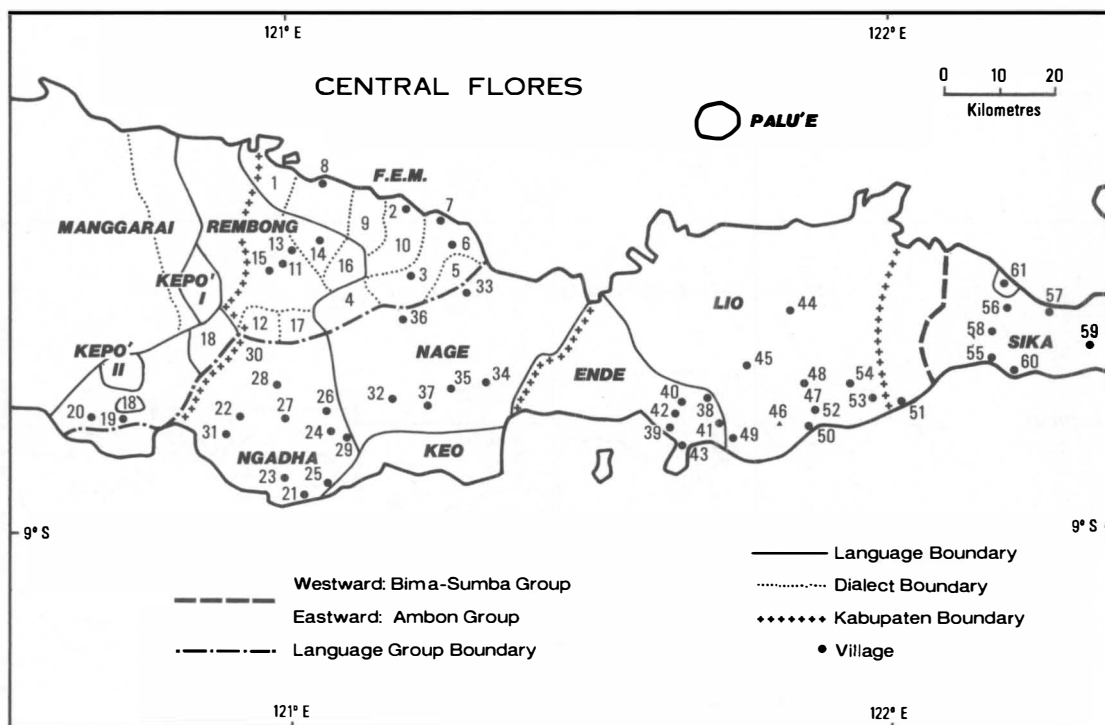 121° E
122° E
CENTRAL FLORES
0 10 20
Kilometres
PALU'E
8
F.E.M.
1
7
2
9
MANGGARAI
REMBONG
6
13
14
10
15
11
16
5
3
61
KEPO'
I
4
33
57
12
17
36
LIO
44
56
18
58
59
KEPO'
II
30
NAGE
SIKA
55
60
28
35
34
ENDE
45
48
54
18
32
37
40
38
47
53
51
20
19
22
27
26
42
52
31
24
39
41
46
50
29
43
49
NGADHA
KEO
23
25
21
9° S
9° S
Language Boundary
Westward: Bima-Sumba Group
Dialect Boundary
Eastward: Ambon Group
Kabupaten Boundary
Language Group Boundary
Village
121° E
122° E